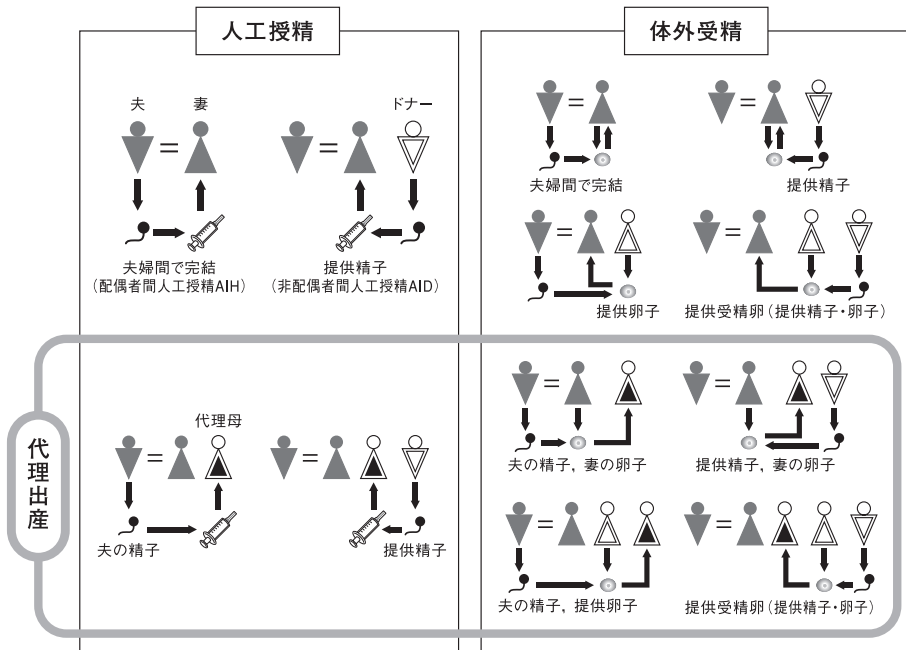 人工授精
体外受精
夫
妻
ドナー
夫婦間で完結
(配偶者間人工授精AIH)
提供精子
(非配偶者間人工授精AID)
夫婦間で完結
提供精子
提供卵子
提供受精卵(提供精子・卵子)
代理出産
代理母
夫の精子
提供精子
夫の精子, 妻の卵子
提供精子, 妻の卵子
夫の精子, 提供卵子
提供受精卵(提供精子・卵子)